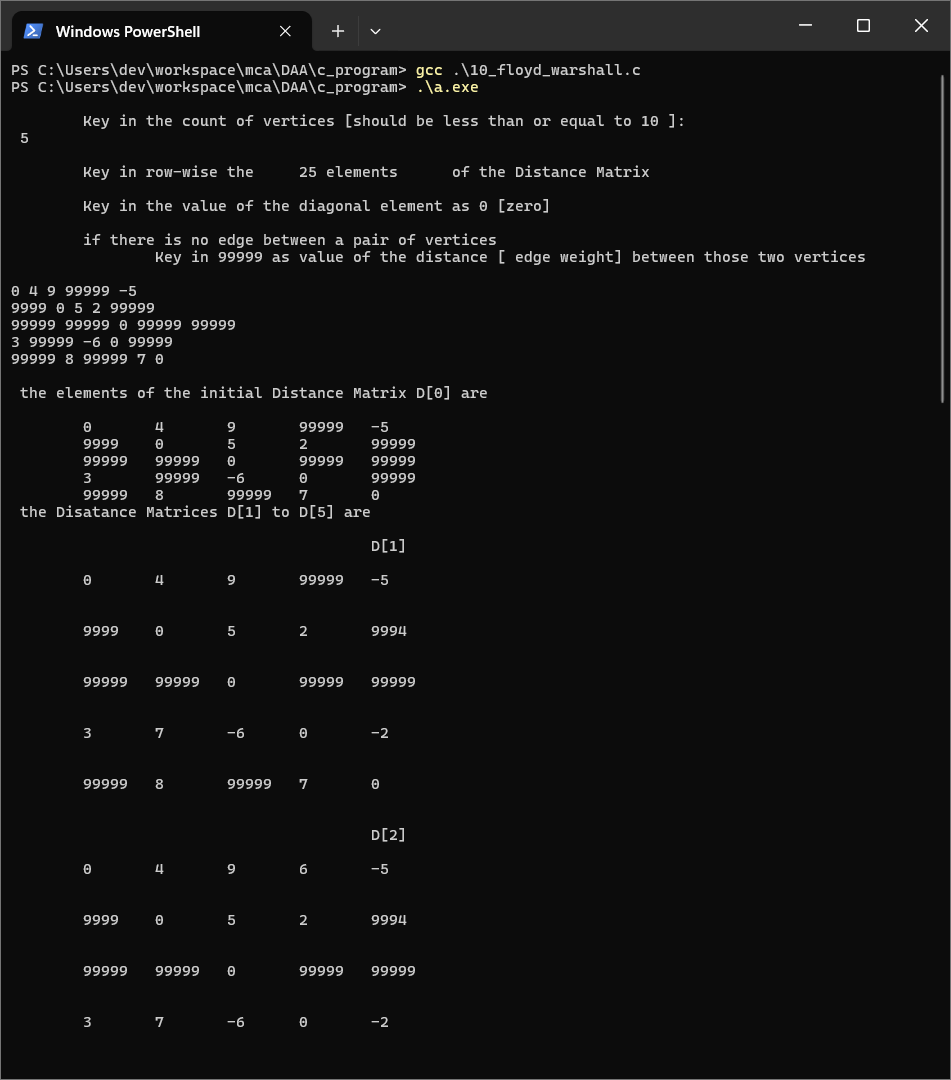 Windows PowerShell
PS C:\Users\dev\workspace\mca\DAA\c_program> gcc .\10_floyd_warshall.c
PS C:\Users\dev\workspace\mca\DAA\c_program> .\a.exe
Key in the count of vertices [should be less than or equal to 10 ]:
5
Key in row-wise the 25 elements of the Distance Matrix
Key in the value of the diagonal element as 0 [zero]
if there is no edge between a pair of vertices
Key in 99999 as value of the distance [ edge weight] between those two vertices
0 4 9 99999 -5
9999 0 5 2 99999
99999 99999 0 99999 99999
3 99999 -6 0 99999
99999 8 99999 7 0
the elements of the initial Distance Matrix D[0] are
0 4 9 99999 -5
9999 0 5 2 99999
99999 99999 0 99999 99999
3 99999 -6 0 99999
99999 8 99999 7 0
the Disatance Matrices D[1] to D[5] are
D[1]
0 4 9 99999 -5
9999 0 5 2 9994
99999 99999 0 99999 99999
3 7 -6 0 -2
99999 8 99999 7 0
D[2]
0 4 9 6 -5
9999 0 5 2 9994
99999 99999 0 99999 99999
3 7 -6 0 -2